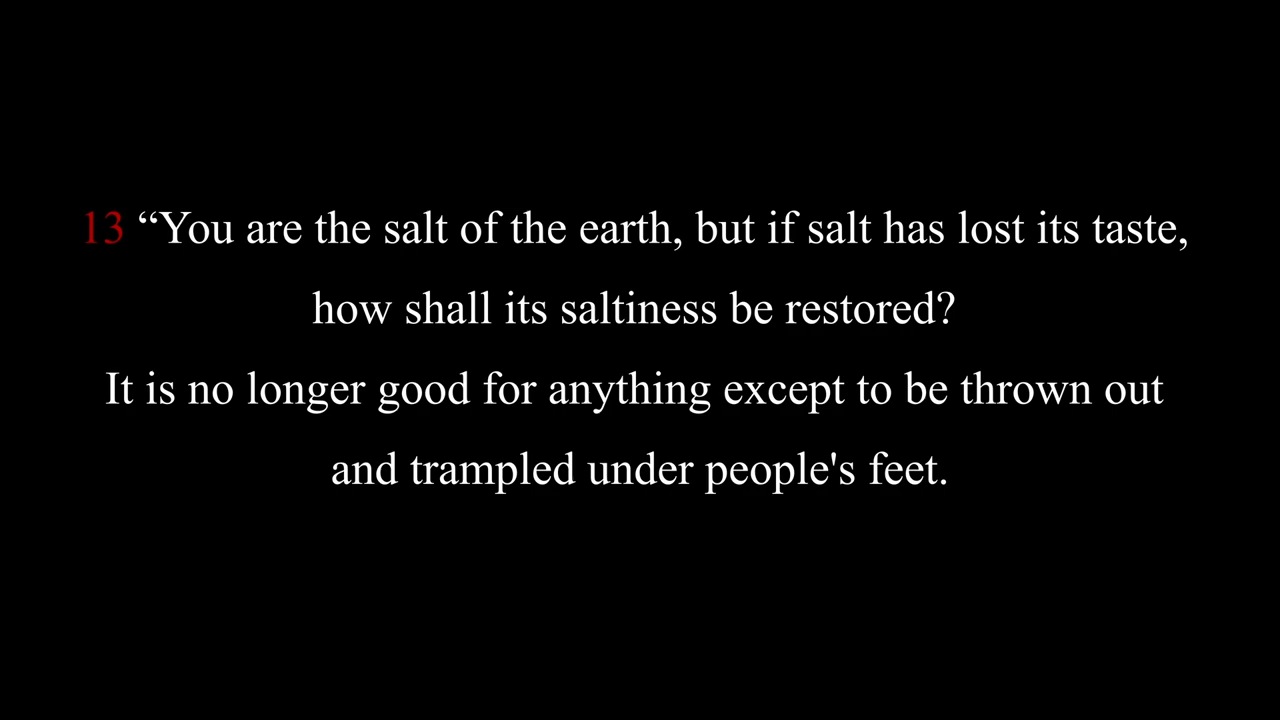 13 “You are the salt of the earth, but if salt has lost its taste,
how shall its saltiness be restored?
It is no longer good for anything except to be thrown out
and trampled under people's feet.